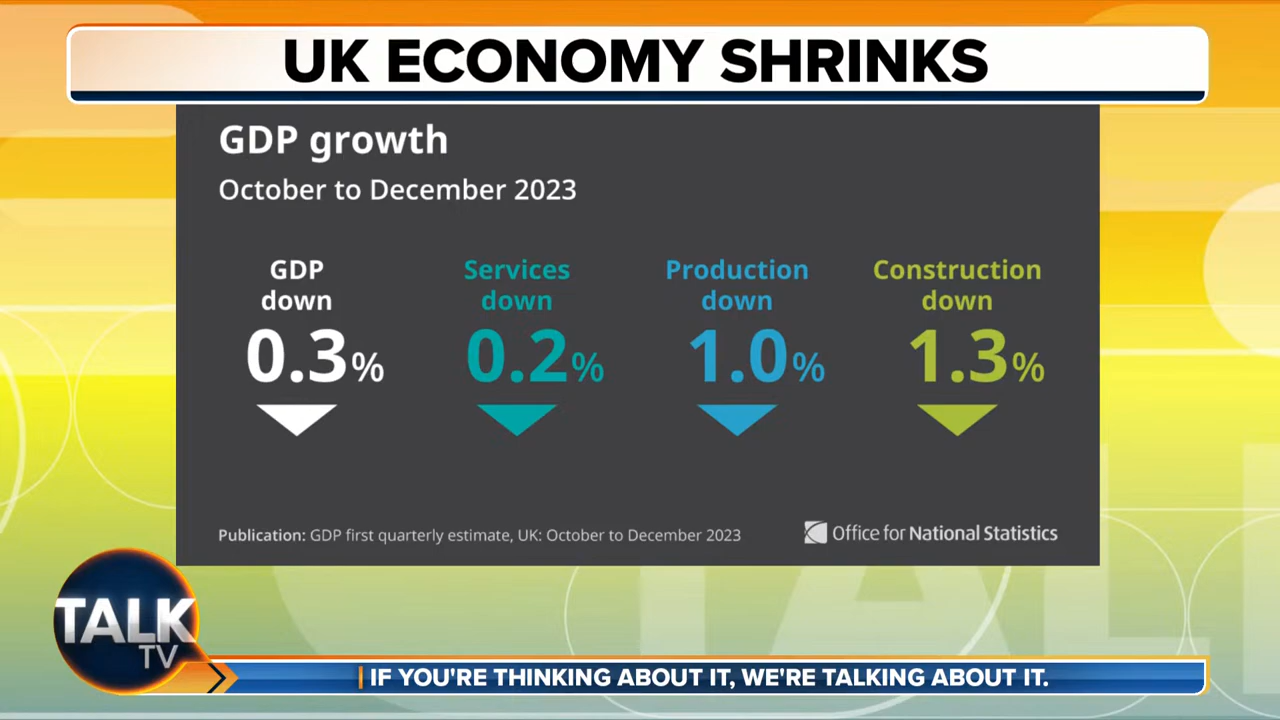 UK ECONOMY SHRINKS
GDP growth
October to December 2023
GDP
down
0.3%
Services
down
0.2%
Production
down
1.0%
Construction
down
1.3%
Publication: GDP first quarterly estimate, UK: October to December 2023
Office for National Statistics
TALK
TV
IF YOU'RE THINKING ABOUT IT, WE'RE TALKING ABOUT IT.